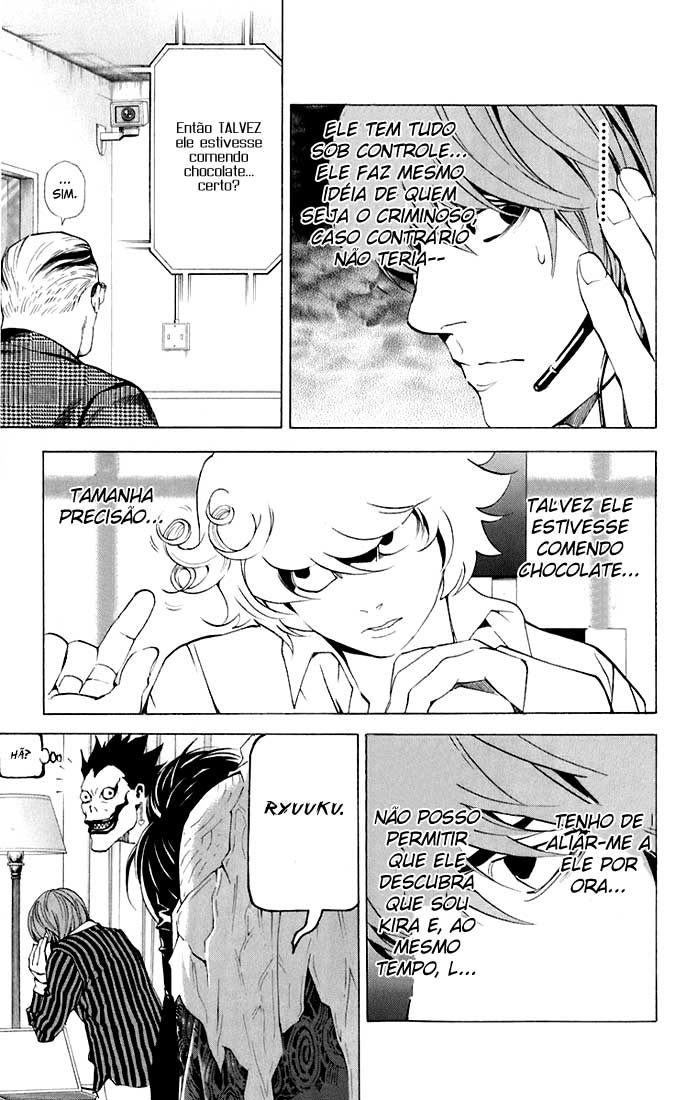 ELE TEM TUDO
SOB CONTROLE...
ELE FAZ MESMO
IDÉIA DE QUEM
SEJA O CRIMINOSO,
CASO CONTRÁRIO
NÃO TERIA--
Então TALVEZ
ele estivesse
comendo
chocolate...
certo?
...
SIM.
TALVEZ ELE
ESTIVESSE
COMENDO
CHOCOLATE...
TAMANHA
PRECISÃO...
TENHO DE
ALIAR-ME A
ELE POR
ORA...
NÃO POSSO
PERMITIR
QUE ELE
DESCUBRA
QUE SOU
KIRA E, AO
MESMO
TEMPO, L...
RYUUKU.
HÃ?